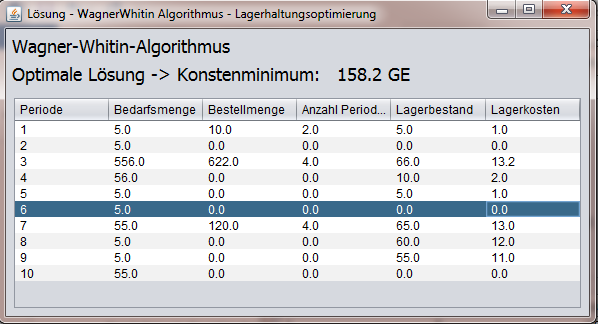 Lösung - WagnerWhitin Algorithmus - Lagerhaltungsoptimierung
Wagner-Whitin-Algorithmus
Optimale Lösung -> Konstenminimum: 158.2 GE
Periode Bedarfsmenge Bestellmenge Anzahl Period... Lagerbestand Lagerkosten
1 5.0 10.0 2.0 5.0 1.0
2 5.0 0.0 0.0 0.0 0.0
3 556.0 622.0 4.0 66.0 13.2
4 56.0 0.0 0.0 10.0 2.0
5 5.0 0.0 0.0 5.0 1.0
6 5.0 0.0 0.0 0.0 0.0
7 55.0 120.0 4.0 65.0 13.0
8 5.0 0.0 0.0 60.0 12.0
9 5.0 0.0 0.0 55.0 11.0
10 55.0 0.0 0.0 0.0 0.0